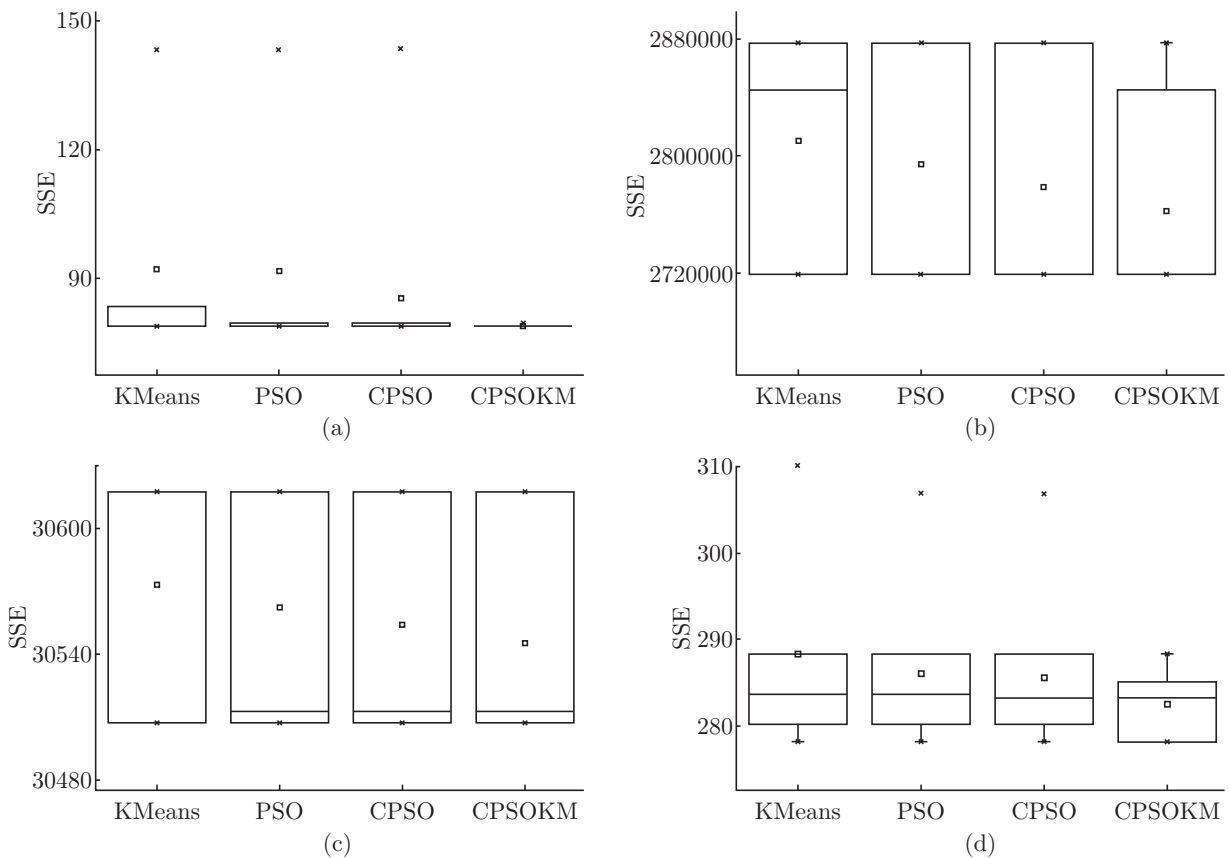 150
120
SSE
90
KMeans PSO CPSO CPSOKM
(a)
2880000
2800000
SSE
2720000
KMeans PSO CPSO CPSOKM
(b)
30600
SSE
30540
30480
KMeans PSO CPSO CPSOKM
(c)
310
300
SSE
290
280
KMeans PSO CPSO CPSOKM
(d)